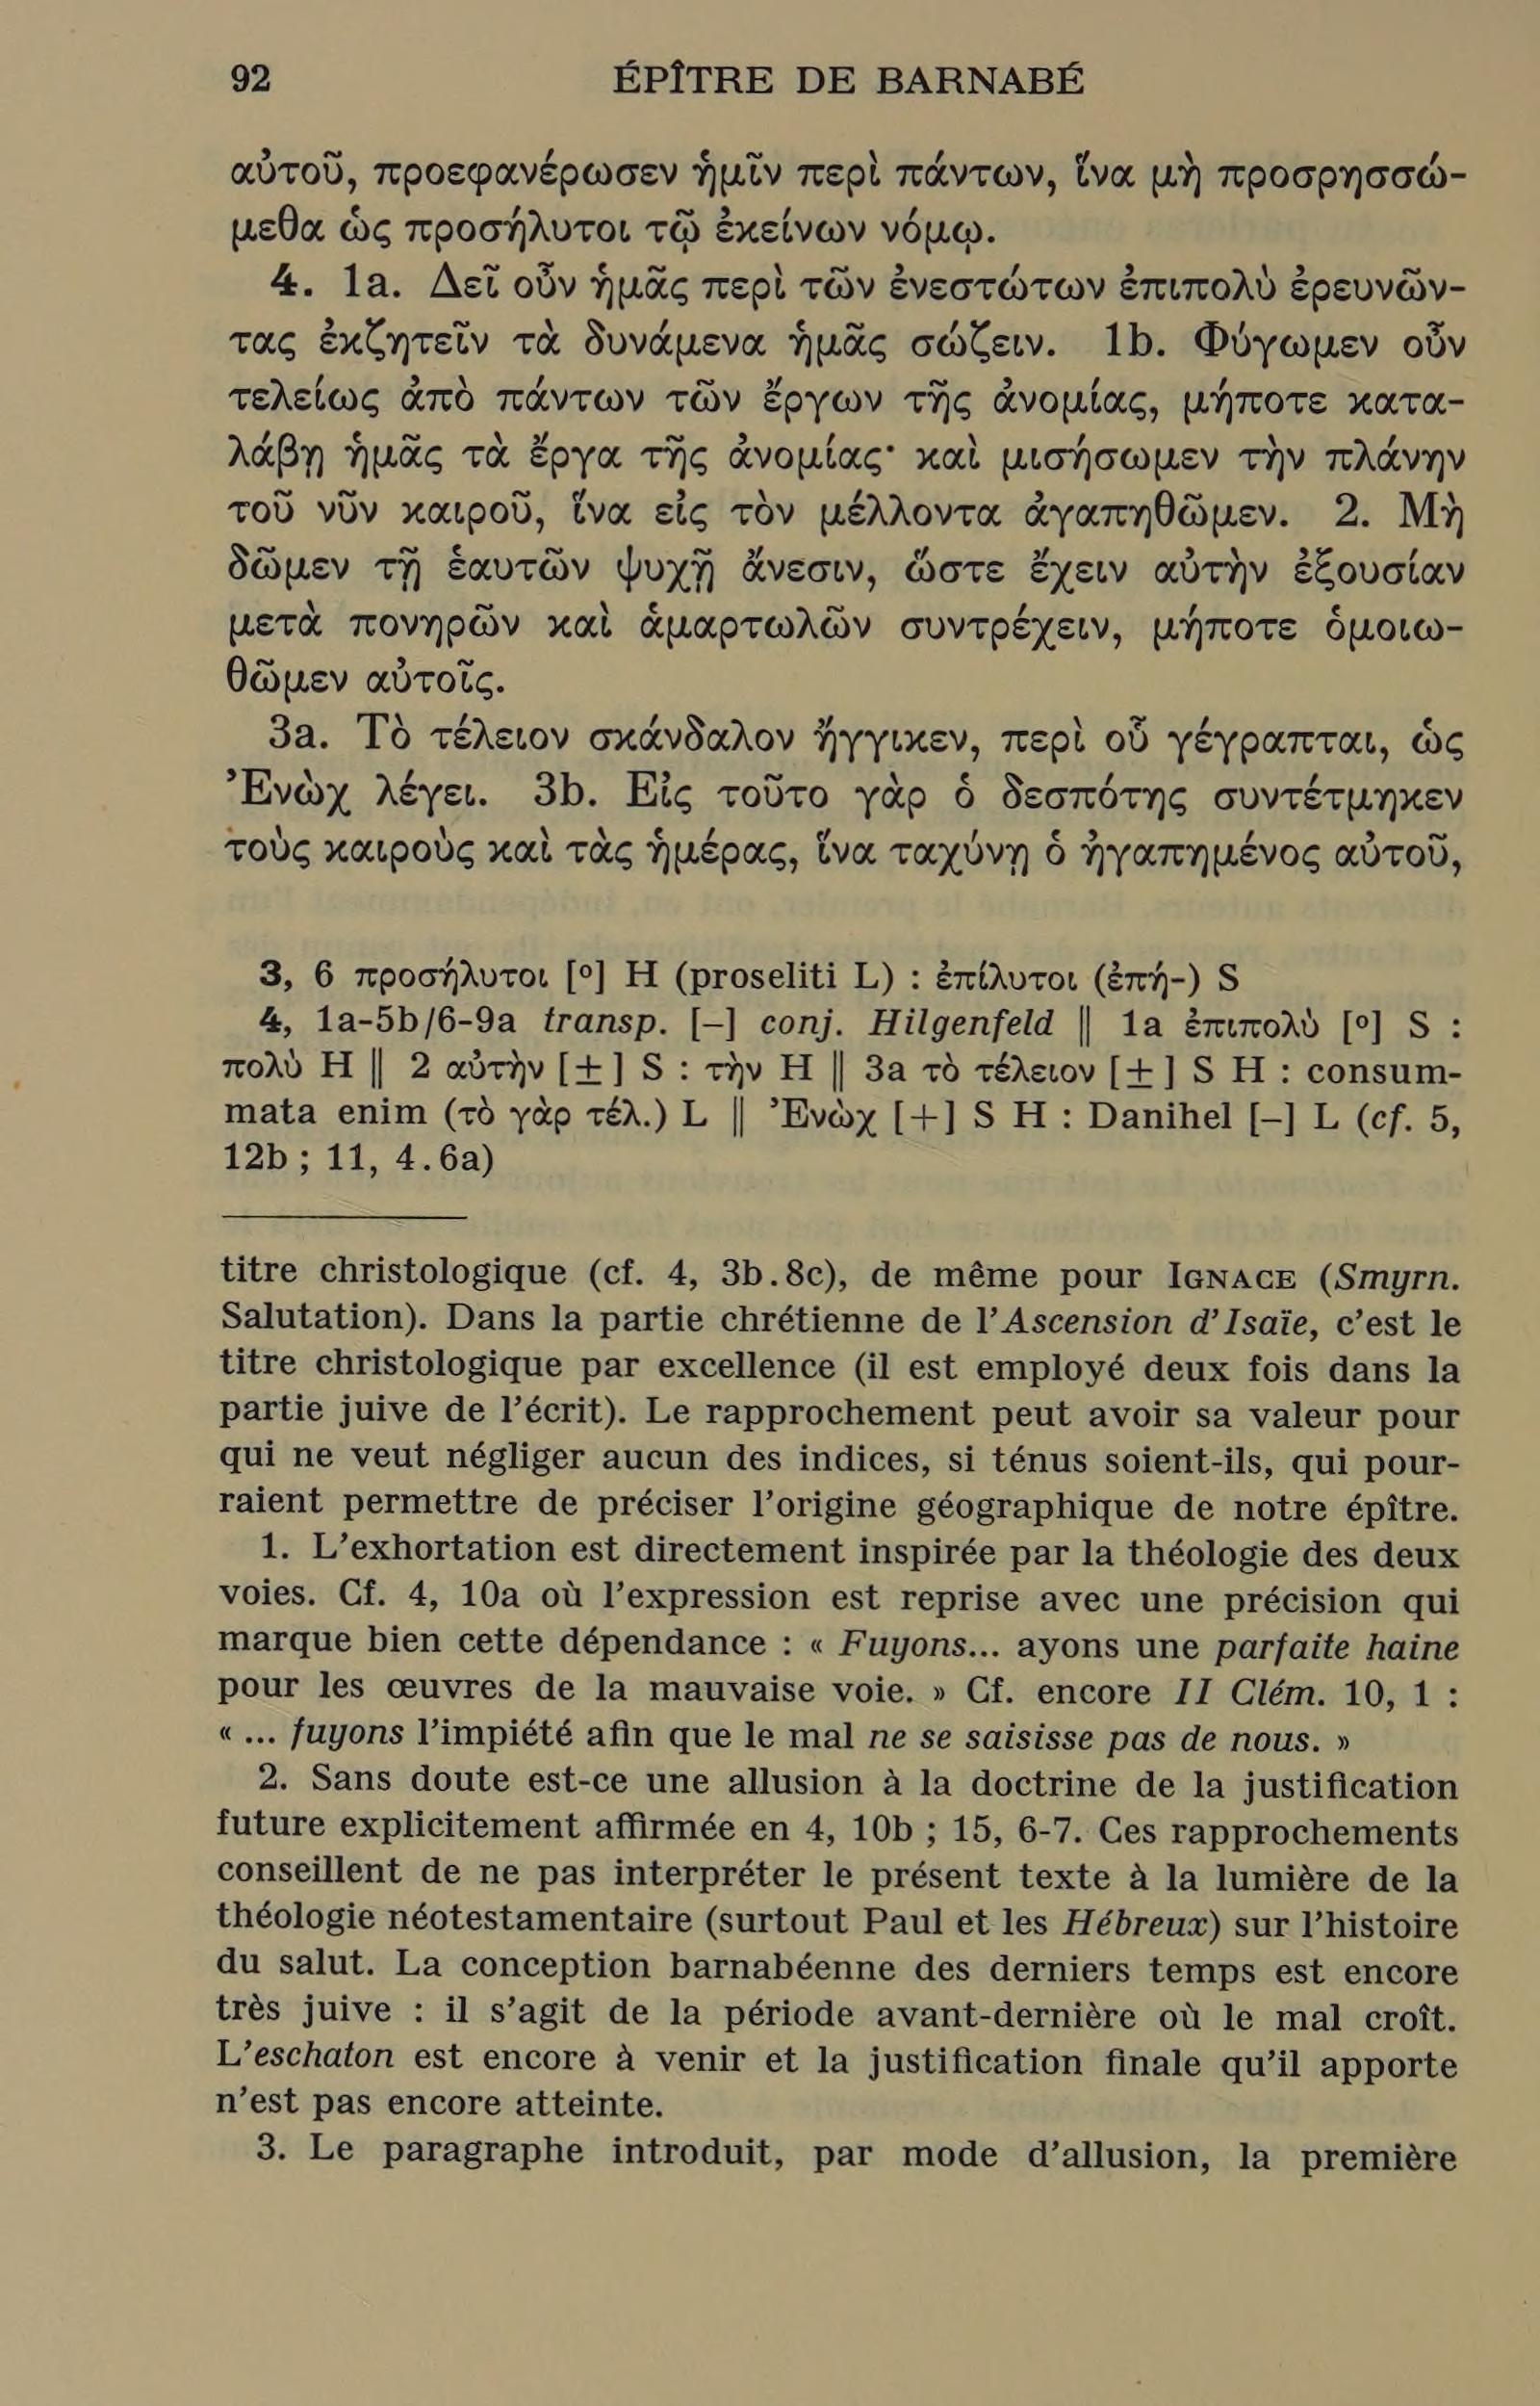 92 ÉPÎTRE DE BARNABÉ
αὐτοῦ, προεφανέρωσεν ἡμῖν περὶ πάντων, ἵνα μὴ προσρησσώ-
μεθα ὡς προσήλυτοι τῷ ἐκείνων νόμῳ.
4. 1a. Δεῖ οὖν ἡμᾶς περὶ τῶν ἐνεστώτων ἐπιπολὺ ἐρευνῶν-
τας ἐκζητεῖν τὰ δυνάμενα ἡμᾶς σώζειν. 1b. Φύγωμεν οὖν
τελείως ἀπὸ πάντων τῶν ἔργων τῆς ἀνομίας, μήποτε κατα-
λάβῃ ἡμᾶς τὰ ἔργα τῆς ἀνομίας· καὶ μισήσωμεν τὴν πλάνην
τοῦ νῦν καιροῦ, ἵνα εἰς τὸν μέλλοντα ἀγαπηθῶμεν. 2. Μὴ
δῶμεν τῇ ἑαυτῶν ψυχῇ ἄνεσιν, ὥστε ἔχειν αὐτὴν ἐξουσίαν
μετὰ πονηρῶν καὶ ἁμαρτωλῶν συντρέχειν, μήποτε ὁμοιω-
θῶμεν αὐτοῖς.
3a. Τὸ τέλειον σκάνδαλον ἤγγικεν, περὶ οὗ γέγραπται, ὡς
Ἐνὼχ λέγει. 3b. Εἰς τοῦτο γὰρ ὁ δεσπότης συντέτμηκεν
τοὺς καιροὺς καὶ τὰς ἡμέρας, ἵνα ταχύνῃ ὁ ἠγαπημένος αὐτοῦ,
3, 6 προσήλυτοι [º] H (proseliti L) : ἐπίλυτοι (ἐπή-) S
4, 1a-5b/6-9a transp. [–] conj. Hilgenfeld ‖ 1a ἐπιπολὺ [º] S :
πολὺ H ‖ 2 αὐτὴν [±] S : τὴν H ‖ 3a τὸ τέλειον [±] S H : consum-
mata enim (τὸ γὰρ τέλ.) L ‖ Ἐνὼχ [+] S H : Danihel [–] L (cf. 5,
12b ; 11, 4.6a)
titre christologique (cf. 4, 3b.8c), de même pour IGNACE (Smyrn.
Salutation). Dans la partie chrétienne de l'Ascension d'Isaïe, c'est le
titre christologique par excellence (il est employé deux fois dans la
partie juive de l'écrit). Le rapprochement peut avoir sa valeur pour
qui ne veut négliger aucun des indices, si ténus soient-ils, qui pour-
raient permettre de préciser l'origine géographique de notre épître.
1. L'exhortation est directement inspirée par la théologie des deux
voies. Cf. 4, 10a où l'expression est reprise avec une précision qui
marque bien cette dépendance : « Fuyons... ayons une parfaite haine
pour les œuvres de la mauvaise voie. » Cf. encore II Clém. 10, 1 :
« ... fuyons l'impiété afin que le mal ne se saisisse pas de nous. »
2. Sans doute est-ce une allusion à la doctrine de la justification
future explicitement affirmée en 4, 10b ; 15, 6-7. Ces rapprochements
conseillent de ne pas interpréter le présent texte à la lumière de la
théologie néotestamentaire (surtout Paul et les Hébreux) sur l'histoire
du salut. La conception barnabéenne des derniers temps est encore
très juive : il s'agit de la période avant-dernière où le mal croît.
L'eschaton est encore à venir et la justification finale qu'il apporte
n'est pas encore atteinte.
3. Le paragraphe introduit, par mode d'allusion, la première